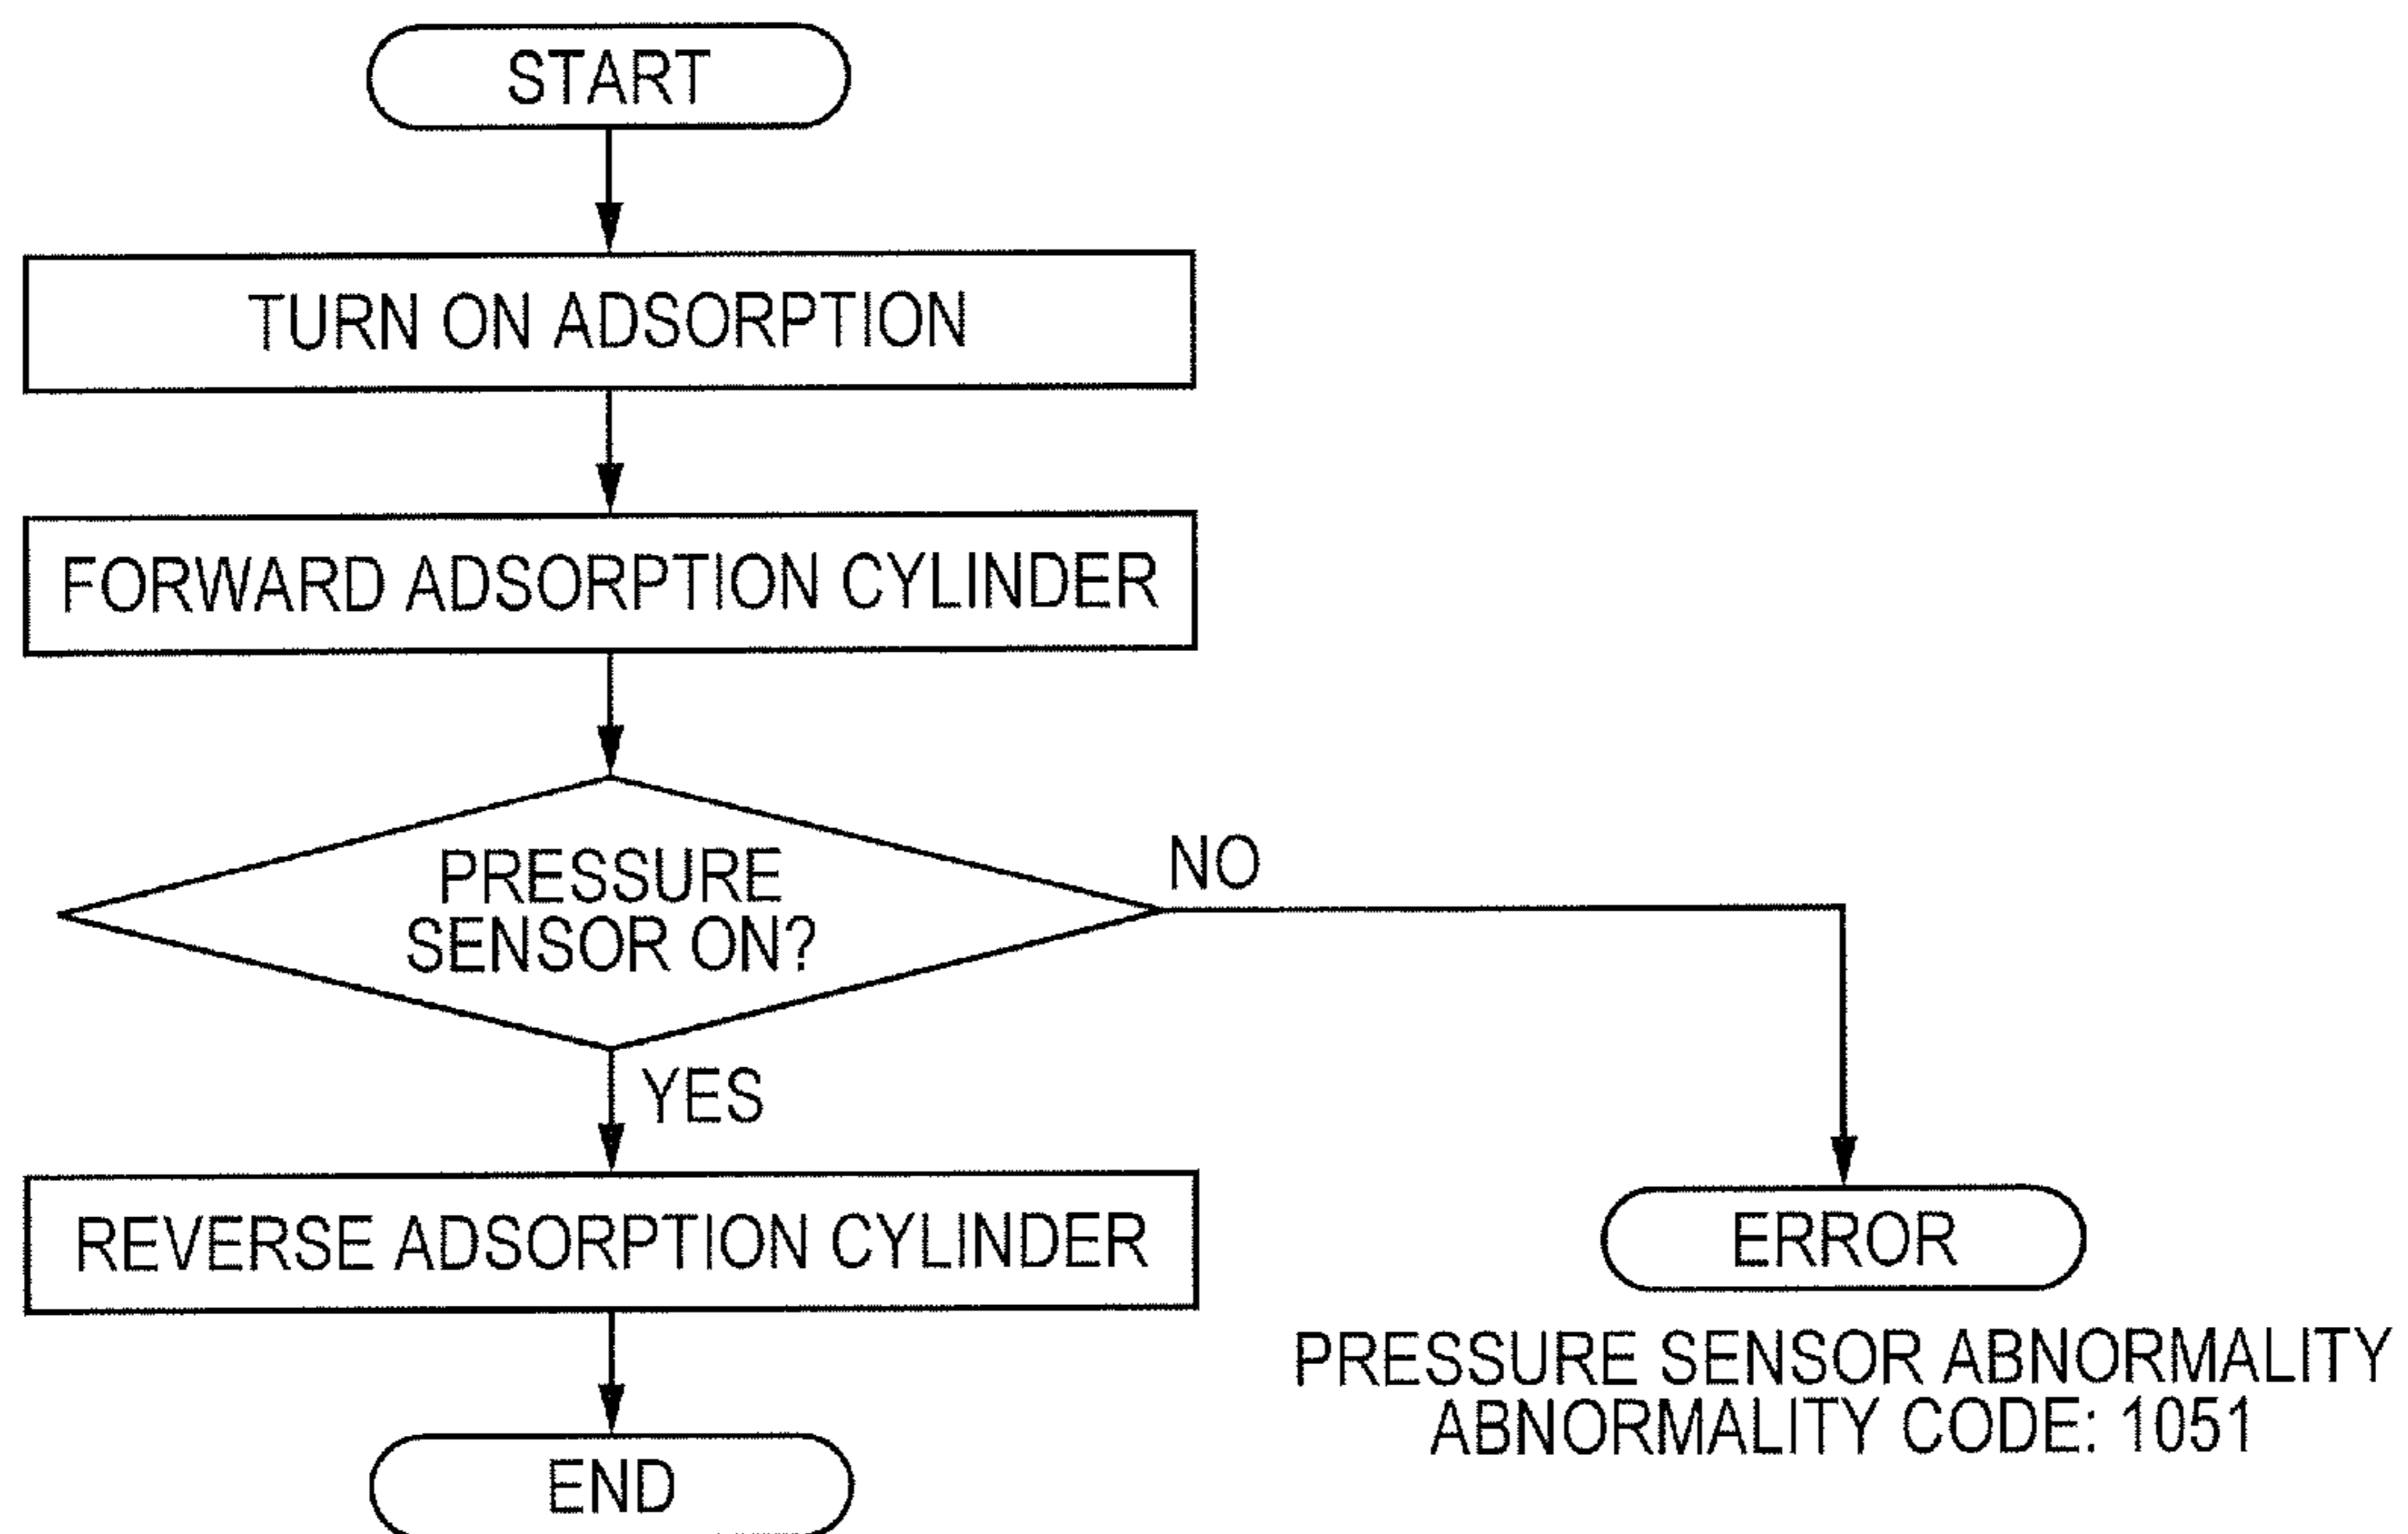 START
TURN ON ADSORPTION
FORWARD ADSORPTION CYLINDER
PRESSURE
SENSOR ON?
NO
YES
REVERSE ADSORPTION CYLINDER
ERROR
PRESSURE SENSOR ABNORMALITY
ABNORMALITY CODE: 1051
END